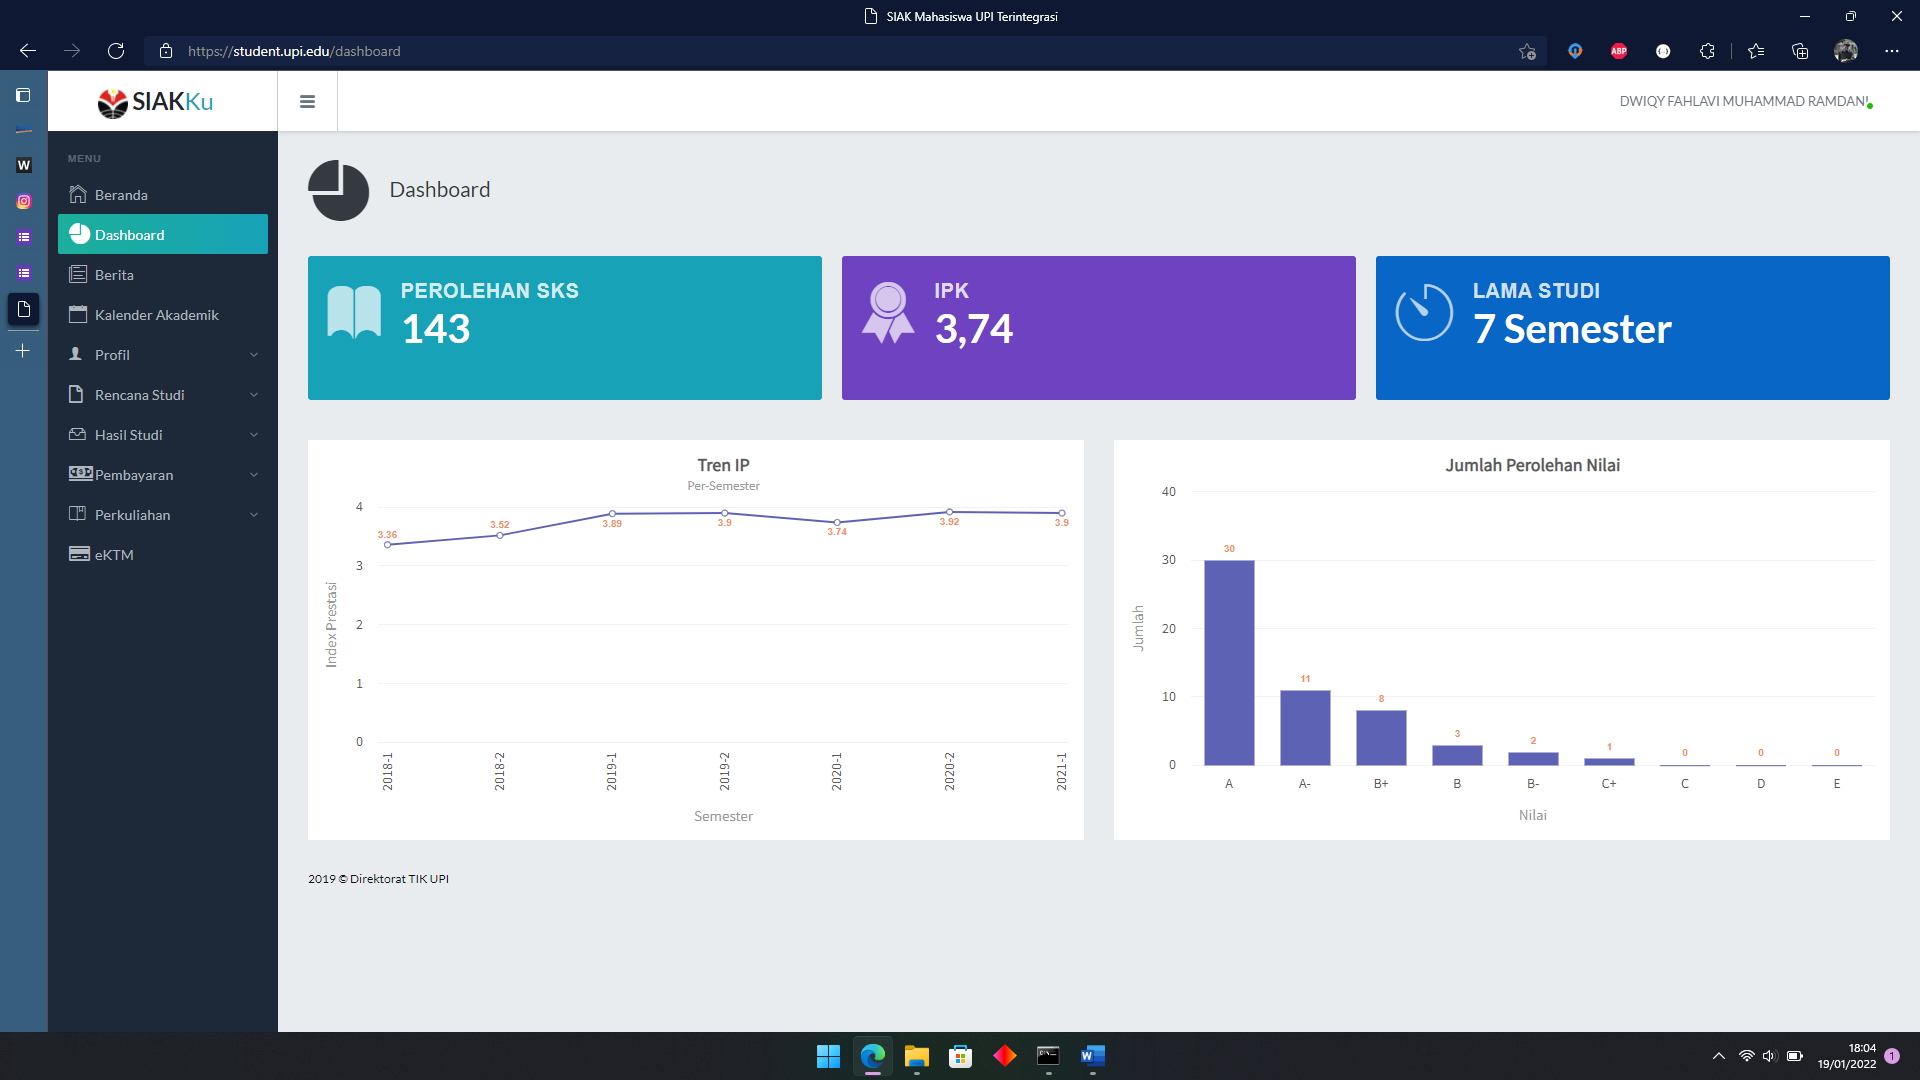 SIAK Mahasiswa UPI Terintegrasi
https://student.upi.edu/dashboard
ABP
W
SIAKKu
DWIQY FAHLAVI MUHAMMAD RAMDANI
MENU
Beranda
Dashboard
Berita
Kalender Akademik
Profil
Rencana Studi
Hasil Studi
Pembayaran
Perkuliahan
eKTM
Dashboard
PEROLEHAN SKS
143
IPK
3,74
LAMA STUDI
7 Semester
Tren IP
Per-Semester
Index Prestasi
4
3
2
1
0
3.36
3.52
3.89
3.9
3.74
3.92
3.9
2018-1
2018-2
2019-1
2019-2
2020-1
2020-2
2021-1
Semester
Jumlah Perolehan Nilai
Jumlah
40
30
20
10
0
30
11
8
3
2
1
0
0
0
A
A-
B+
B
B-
C+
C
D
E
Nilai
2019 © Direktorat TIK UPI
W
18:04
19/01/2022
1